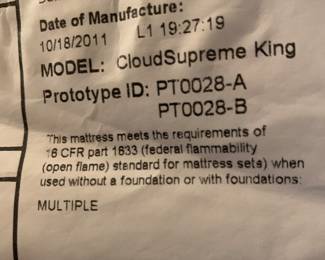 Date of Manufacture:
10/18/2011 L1 19:27:19
MODEL: CloudSupreme King
Prototype ID: PT0028-A
PT0028-B
This mattress meets the requirements of
16 CFR part 1633 (federal flammability
(open flame) standard for mattress sets) when
used without a foundation or with foundations:
MULTIPLE